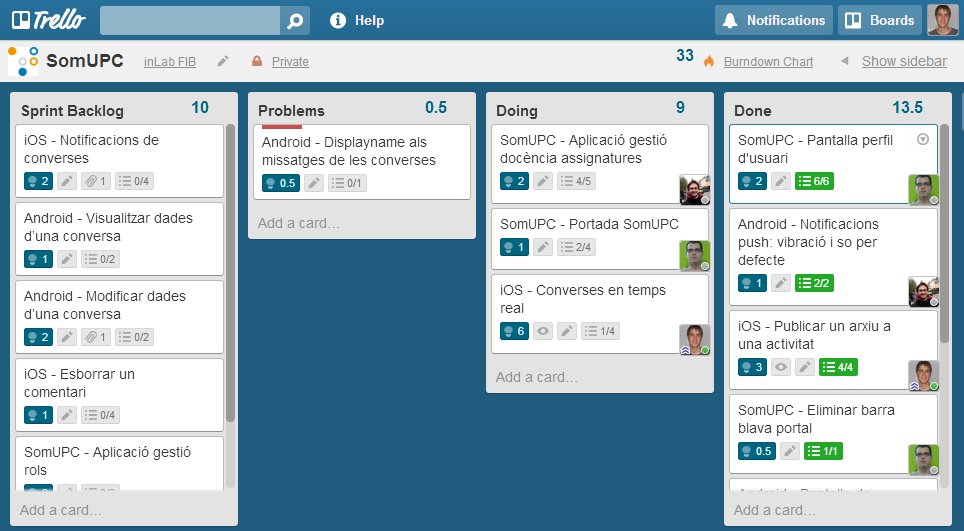 Trello
Help
Notifications
Boards
SomUPC
inLab FIB
Private
33
Burndown Chart
Show sidebar
Sprint Backlog 10
iOS - Notificacions de
converses
2 1 0/4
Android - Visualitzar dades
d'una conversa
1 0/2
Android - Modificar dades
d'una conversa
2 1 0/2
iOS - Esborrar un
comentari
1 0/4
SomUPC - Aplicació gestió
rols
Add a card…
Problems 0.5
Android - Displayname als
missatges de les converses
0.5 0/1
Add a card…
Doing 9
SomUPC - Aplicació gestió
docència assignatures
2 4/5
SomUPC - Portada SomUPC
1 2/4
iOS - Converses en temps
real
6 1/4
Add a card…
Done 13.5
SomUPC - Pantalla perfil
d'usuari
2 6/6
Android - Notificacions
push: vibració i so per
defecte
1 2/2
iOS - Publicar un arxiu a
una activitat
3 4/4
SomUPC - Eliminar barra
blava portal
0.5 1/1
Add a card…